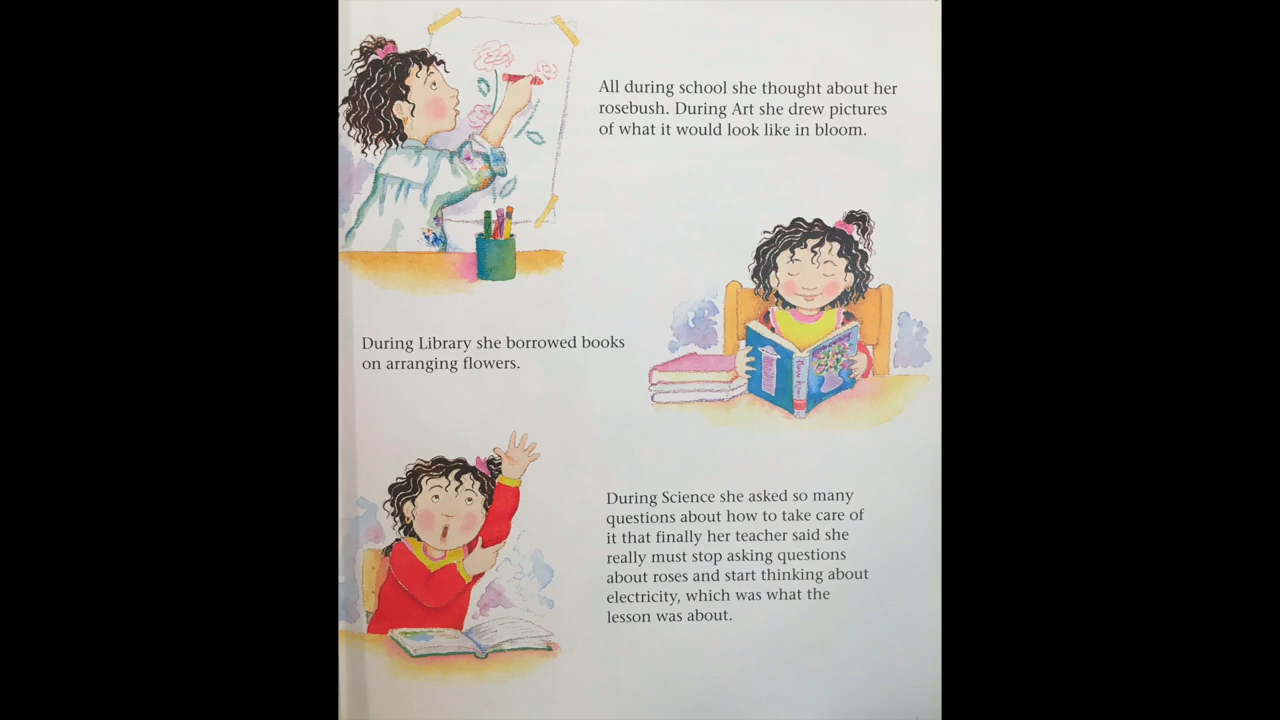 All during school she thought about her
rosebush. During Art she drew pictures
of what it would look like in bloom.
During Library she borrowed books
on arranging flowers.
During Science she asked so many
questions about how to take care of
it that finally her teacher said she
really must stop asking questions
about roses and start thinking about
electricity, which was what the
lesson was about.